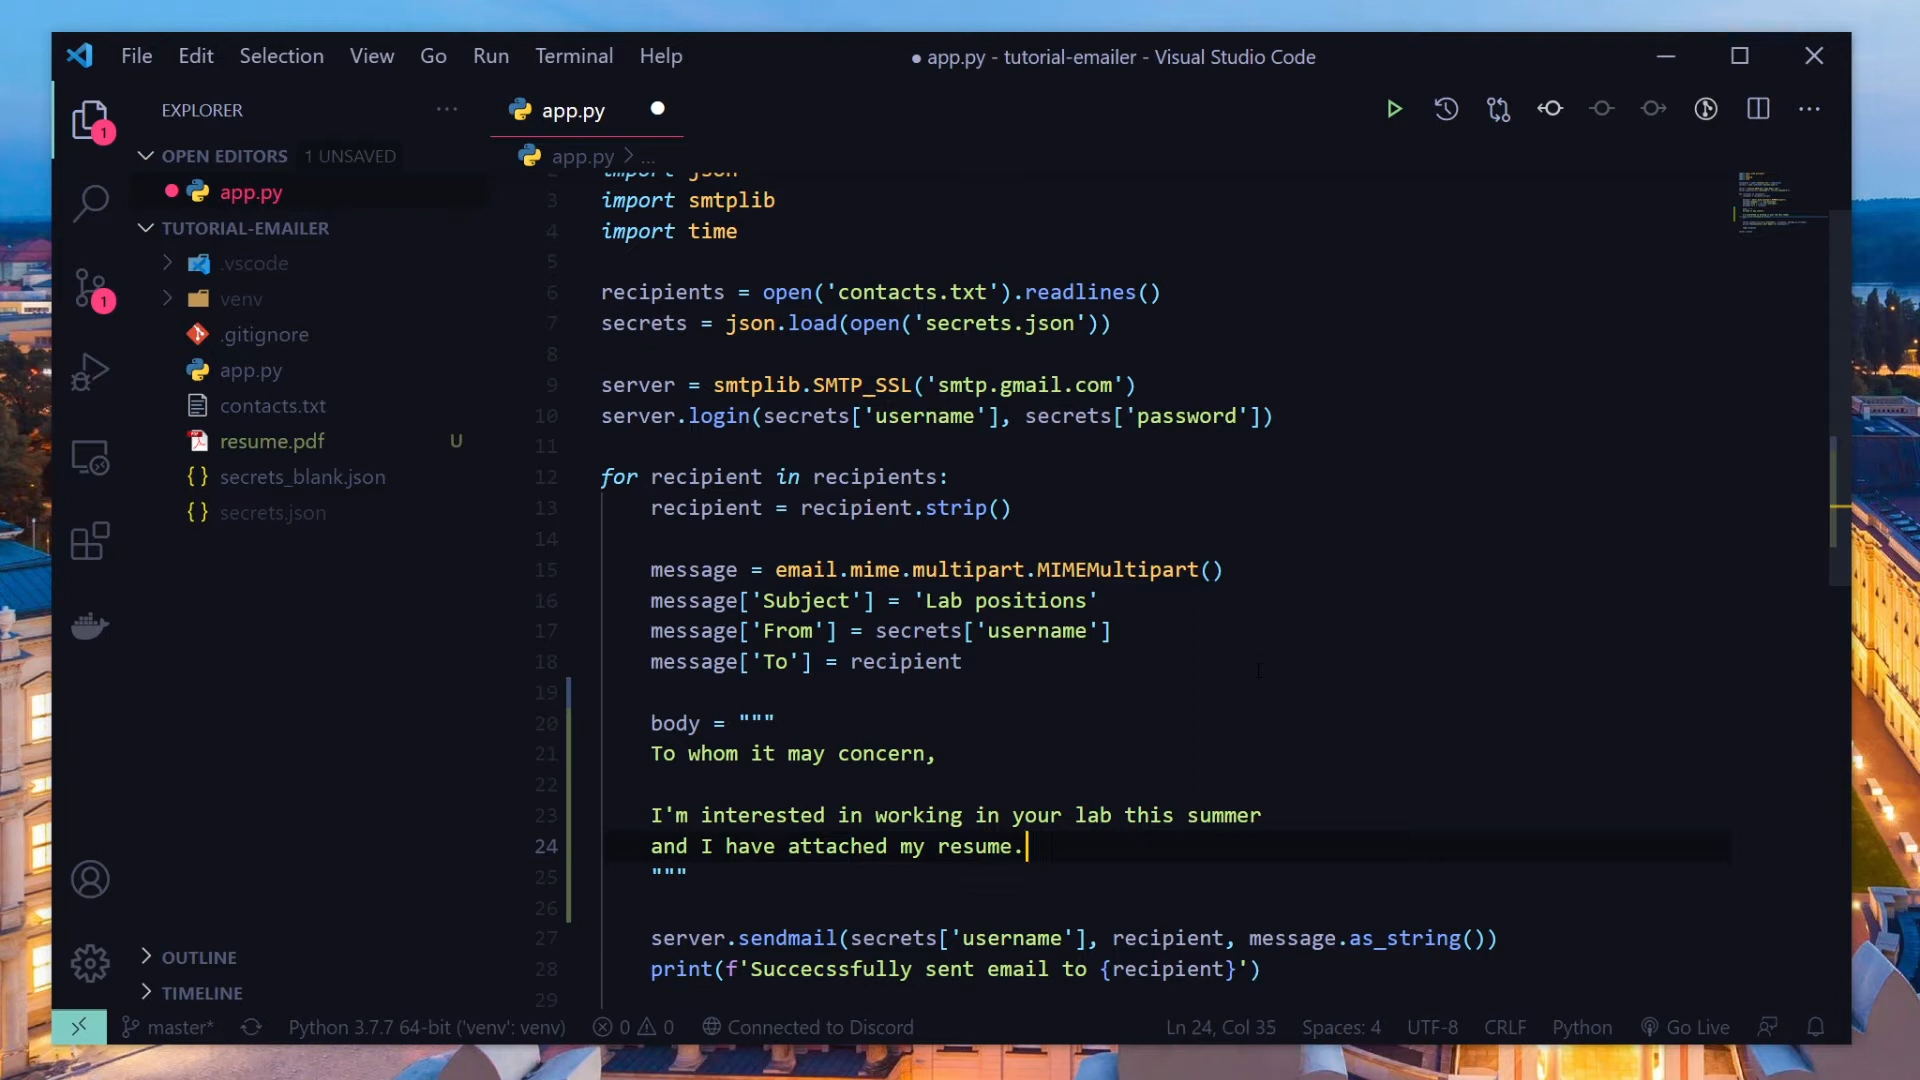 File Edit Selection View Go Run Terminal Help ● app.py - tutorial-emailer - Visual Studio Code
EXPLORER
app.py
1
OPEN EDITORS 1 UNSAVED
app.py
TUTORIAL-EMAILER
.vscode
venv
1
.gitignore
app.py
contacts.txt
resume.pdf U
secrets_blank.json
secrets.json
OUTLINE
TIMELINE
app.py > ...
2 import json
3 import smtplib
4 import time
5
6 recipients = open('contacts.txt').readlines()
7 secrets = json.load(open('secrets.json'))
8
9 server = smtplib.SMTP_SSL('smtp.gmail.com')
10 server.login(secrets['username'], secrets['password'])
11
12 for recipient in recipients:
13 recipient = recipient.strip()
14
15 message = email.mime.multipart.MIMEMultipart()
16 message['Subject'] = 'Lab positions'
17 message['From'] = secrets['username']
18 message['To'] = recipient
19
20 body = """
21 To whom it may concern,
22
23 I'm interested in working in your lab this summer
24 and I have attached my resume.
25 """
26
27 server.sendmail(secrets['username'], recipient, message.as_string())
28 print(f'Succecssfully sent email to {recipient}')
29
master* Python 3.7.7 64-bit ('venv': venv) 0 0 Connected to Discord Ln 24, Col 35 Spaces: 4 UTF-8 CRLF Python Go Live